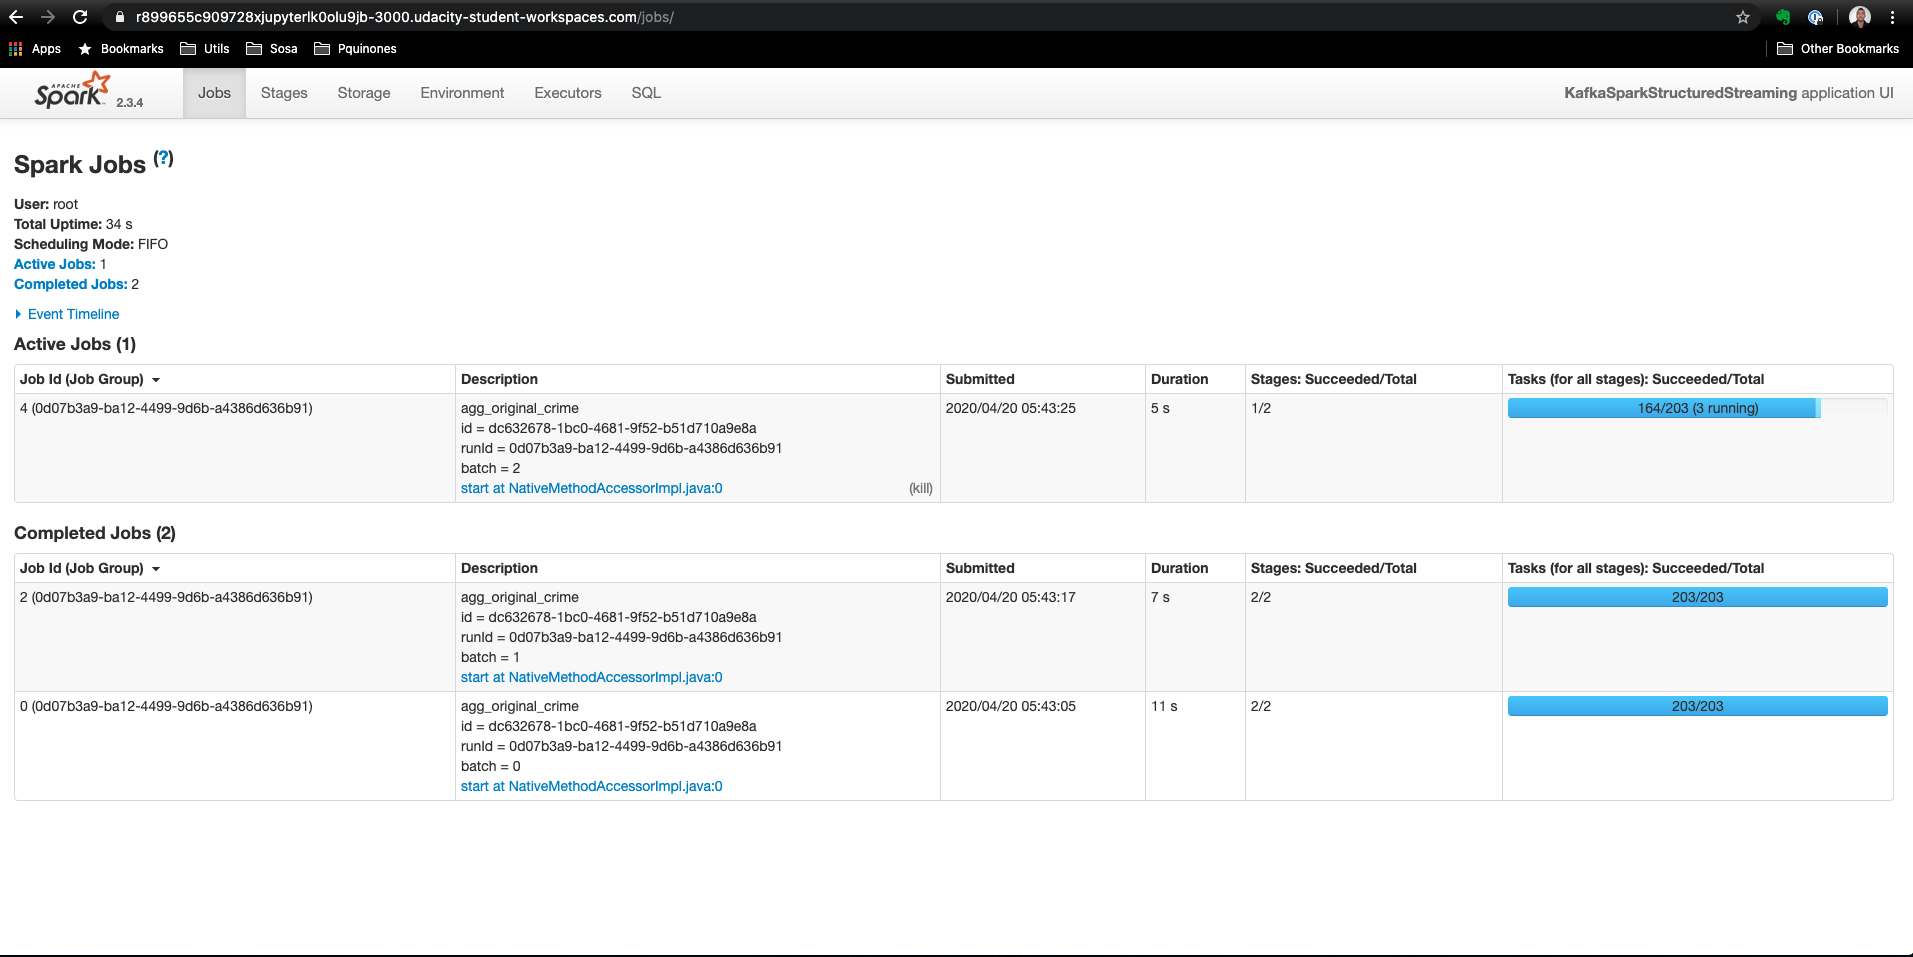 r899655c909728xjupyterlk0olu9jb-3000.udacity-student-workspaces.com/jobs/
Apps Bookmarks Utils Sosa Pquinones Other Bookmarks
APACHE Spark 2.3.4 Jobs Stages Storage Environment Executors SQL KafkaSparkStructuredStreaming application UI
Spark Jobs (?)
User: root
Total Uptime: 34 s
Scheduling Mode: FIFO
Active Jobs: 1
Completed Jobs: 2
Event Timeline
Active Jobs (1)
Job Id (Job Group) Description Submitted Duration Stages: Succeeded/Total Tasks (for all stages): Succeeded/Total
4 (0d07b3a9-ba12-4499-9d6b-a4386d636b91) agg_original_crime 2020/04/20 05:43:25 5 s 1/2 164/203 (3 running)
id = dc632678-1bc0-4681-9f52-b51d710a9e8a
runId = 0d07b3a9-ba12-4499-9d6b-a4386d636b91
batch = 2
start at NativeMethodAccessorImpl.java:0 (kill)
Completed Jobs (2)
Job Id (Job Group) Description Submitted Duration Stages: Succeeded/Total Tasks (for all stages): Succeeded/Total
2 (0d07b3a9-ba12-4499-9d6b-a4386d636b91) agg_original_crime 2020/04/20 05:43:17 7 s 2/2 203/203
id = dc632678-1bc0-4681-9f52-b51d710a9e8a
runId = 0d07b3a9-ba12-4499-9d6b-a4386d636b91
batch = 1
start at NativeMethodAccessorImpl.java:0
0 (0d07b3a9-ba12-4499-9d6b-a4386d636b91) agg_original_crime 2020/04/20 05:43:05 11 s 2/2 203/203
id = dc632678-1bc0-4681-9f52-b51d710a9e8a
runId = 0d07b3a9-ba12-4499-9d6b-a4386d636b91
batch = 0
start at NativeMethodAccessorImpl.java:0